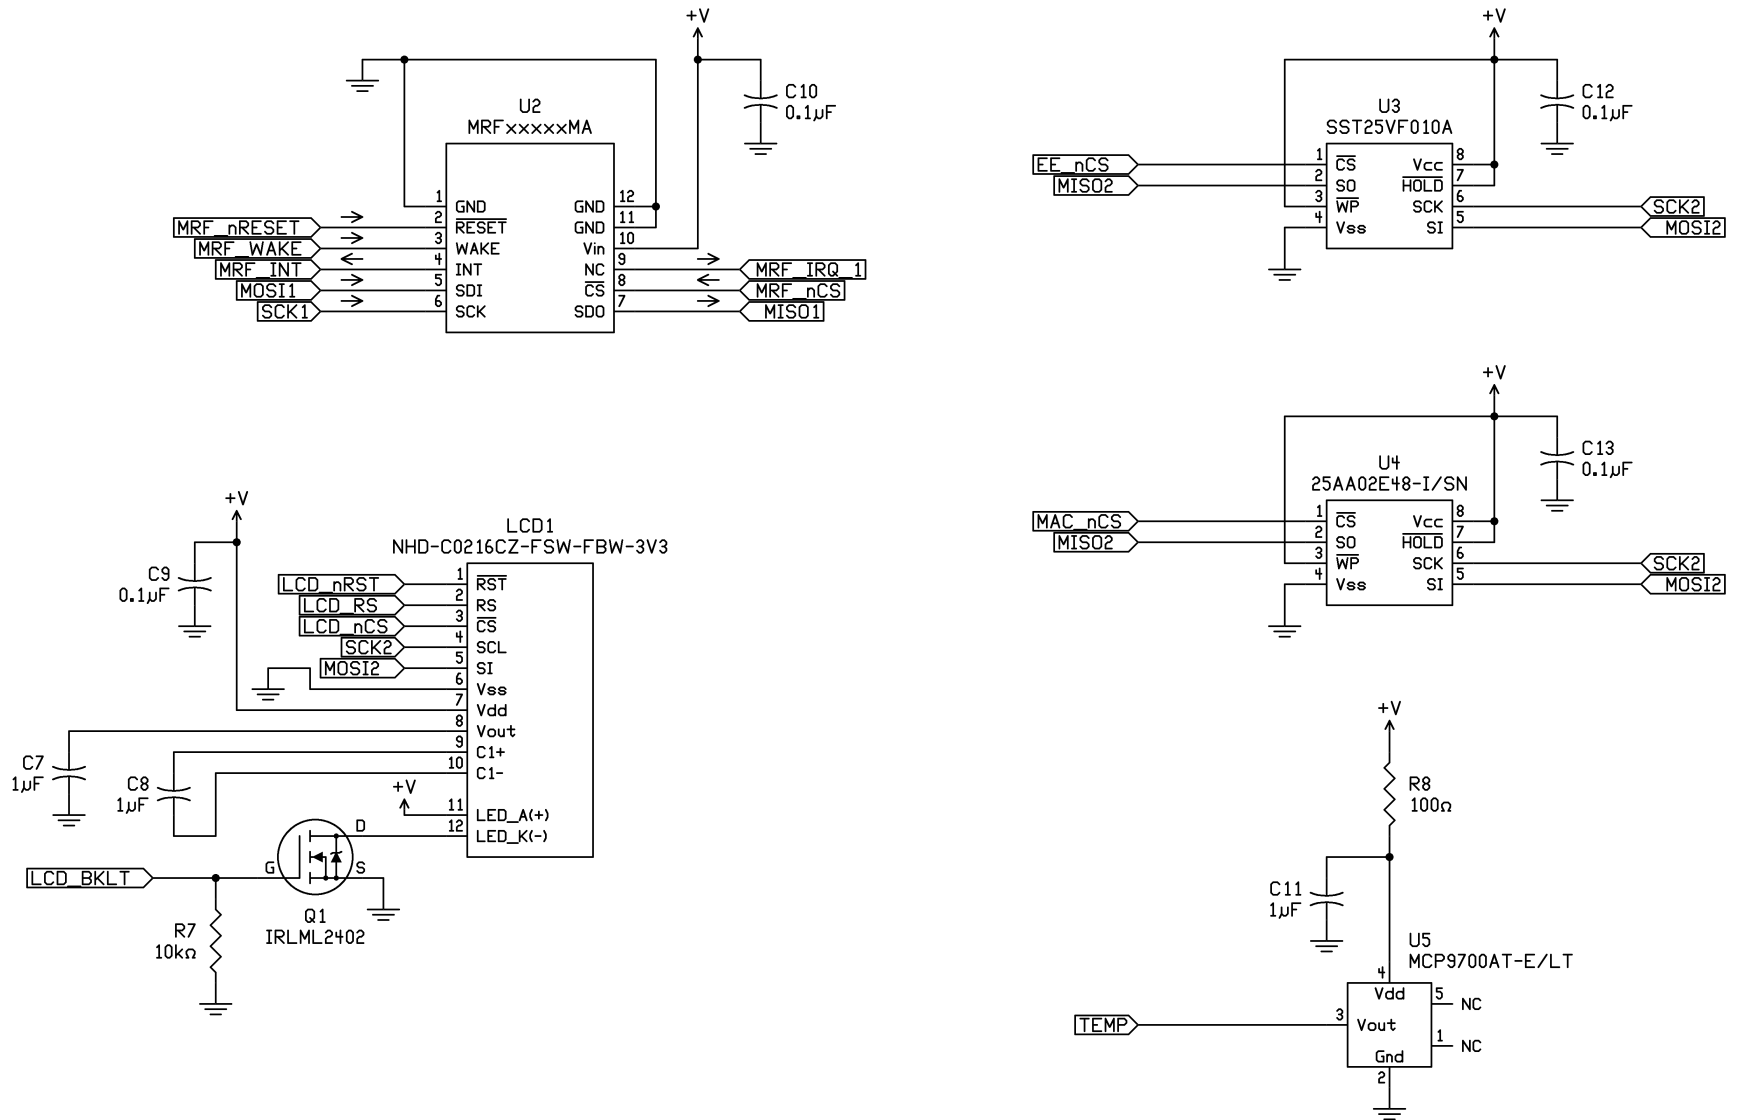 +V
C10
0.1µF
U2
MRFxxxxxMA
1 GND
2 RESET
3 WAKE
4 INT
5 SDI
6 SCK
12 GND
11 GND
10 Vin
9 NC
8 CS
7 SDO
MRF_nRESET
MRF_WAKE
MRF_INT
MOSI1
SCK1
MRF_IRQ_1
MRF_nCS
MISO1
+V
C12
0.1µF
U3
SST25VF010A
EE_nCS
MISO2
1 CS
2 SO
3 WP
4 Vss
Vcc 8
HOLD 7
SCK 6
SI 5
SCK2
MOSI2
+V
C13
0.1µF
U4
25AA02E48-I/SN
MAC_nCS
MISO2
1 CS
2 SO
3 WP
4 Vss
Vcc 8
HOLD 7
SCK 6
SI 5
SCK2
MOSI2
+V
C9
0.1µF
LCD1
NHD-C0216CZ-FSW-FBW-3V3
LCD_nRST
LCD_RS
LCD_nCS
SCK2
MOSI2
1 RST
2 RS
3 CS
4 SCL
5 SI
6 Vss
7 Vdd
8 Vout
9 C1+
10 C1-
11 LED_A(+)
12 LED_K(-)
C7
1µF
C8
1µF
+V
LCD_BKLT
G
D
S
Q1
IRLML2402
R7
10kΩ
+V
R8
100Ω
C11
1µF
U5
MCP9700AT-E/LT
TEMP
4 Vdd
3 Vout
Gnd 2
5 NC
1 NC